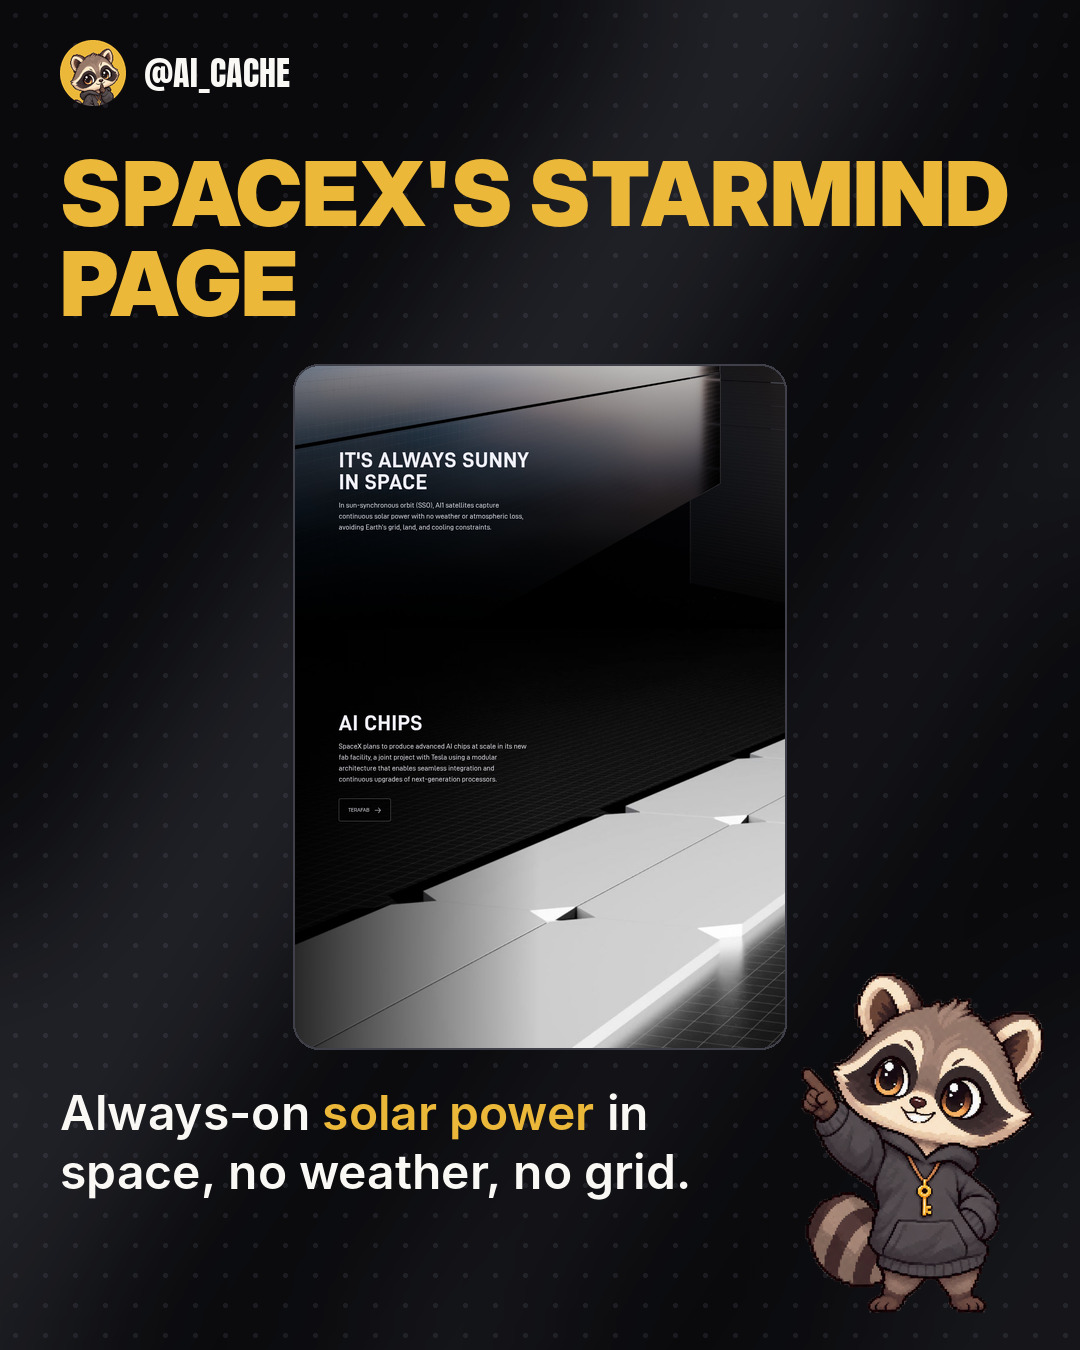 @AI_CACHE
SPACEX'S STARMIND
PAGE
IT'S ALWAYS SUNNY
IN SPACE
In sun-synchronous orbit (SSO), AI1 satellites capture
continuous solar power with no weather or atmospheric loss,
avoiding Earth's grid, land, and cooling constraints.
AI CHIPS
SpaceX plans to produce advanced AI chips at scale in its new
fab facility, a joint project with Tesla using a modular
architecture that enables seamless integration and
continuous upgrades of next-generation processors.
TERAFAB →
Always-on solar power in
space, no weather, no grid.